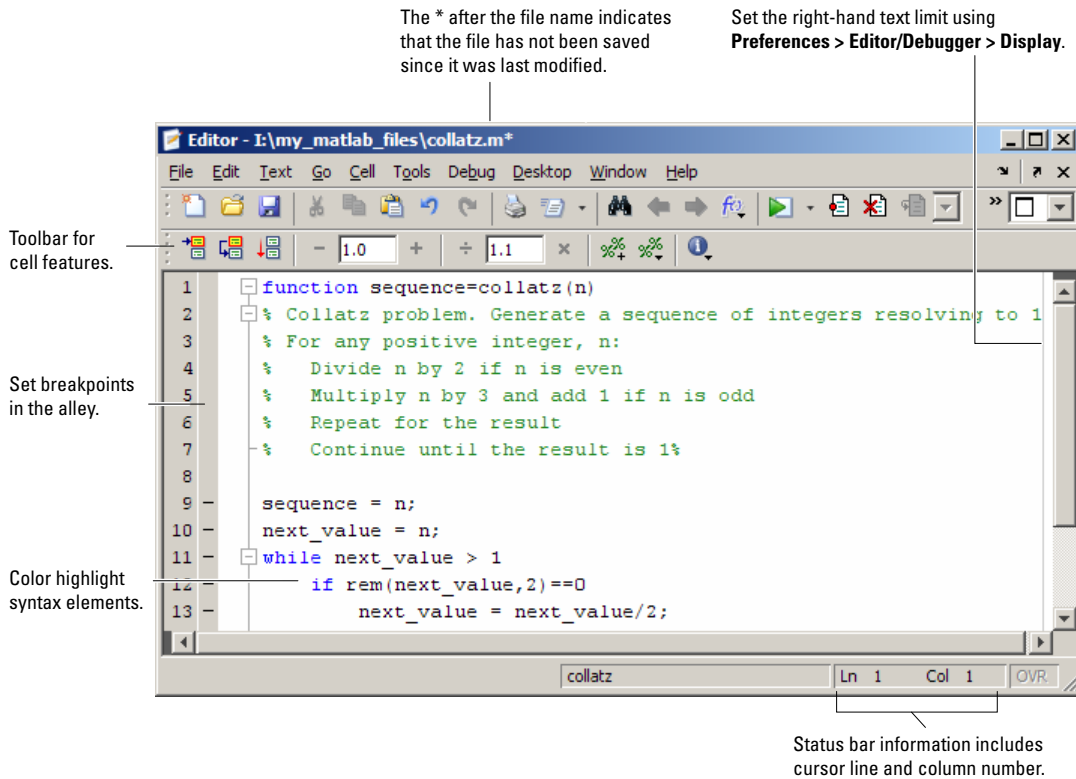 The * after the file name indicates
that the file has not been saved
since it was last modified.
Set the right-hand text limit using
Preferences > Editor/Debugger > Display.
Editor - I:\my_matlab_files\collatz.m*
File Edit Text Go Cell Tools Debug Desktop Window Help
Toolbar for
cell features.
- 1.0 + ÷ 1.1 ×
Set breakpoints
in the alley.
Color highlight
syntax elements.
1 function sequence=collatz(n)
2 % Collatz problem. Generate a sequence of integers resolving to 1
3 % For any positive integer, n:
4 %   Divide n by 2 if n is even
5 %   Multiply n by 3 and add 1 if n is odd
6 %   Repeat for the result
7 %   Continue until the result is 1%
8
9 - sequence = n;
10 - next_value = n;
11 - while next_value > 1
12 - if rem(next_value,2)==0
13 - next_value = next_value/2;
collatz Ln 1 Col 1 OVR
Status bar information includes
cursor line and column number.